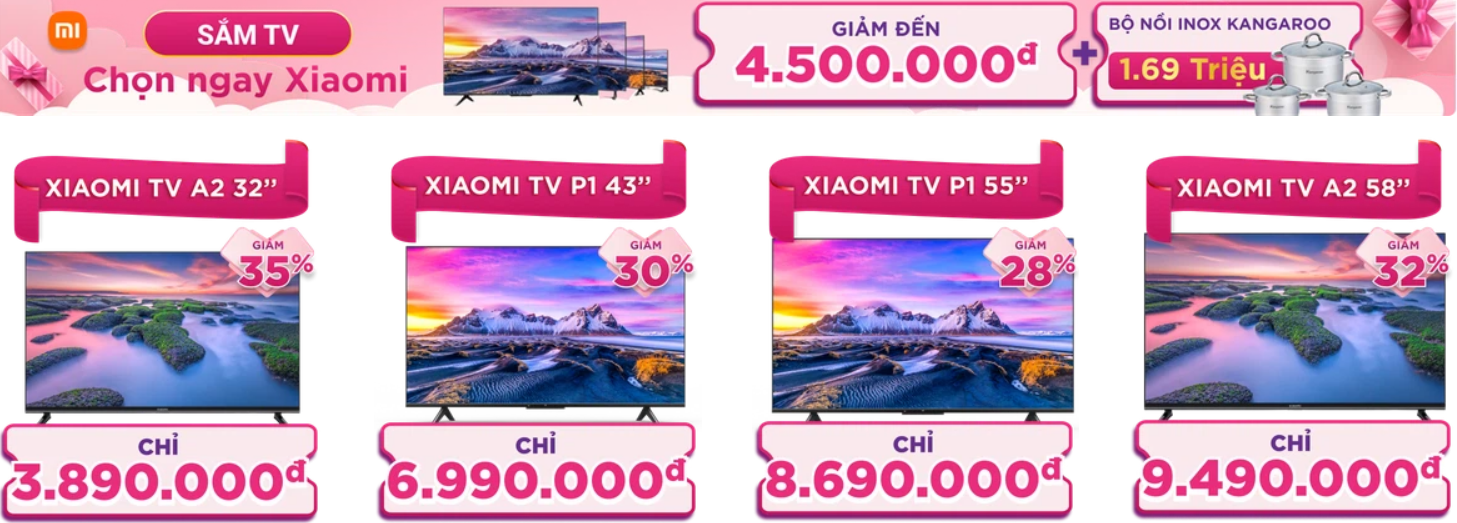 mi
SẮM TV
Chọn ngay Xiaomi
GIẢM ĐẾN
4.500.000đ
+
BỘ NỒI INOX KANGAROO
1.69 Triệu
XIAOMI TV A2 32’’
GIẢM
35%
CHỈ
3.890.000đ
XIAOMI TV P1 43’’
GIẢM
30%
CHỈ
6.990.000đ
XIAOMI TV P1 55’’
GIẢM
28%
CHỈ
8.690.000đ
XIAOMI TV A2 58’’
GIẢM
32%
CHỈ
9.490.000đ